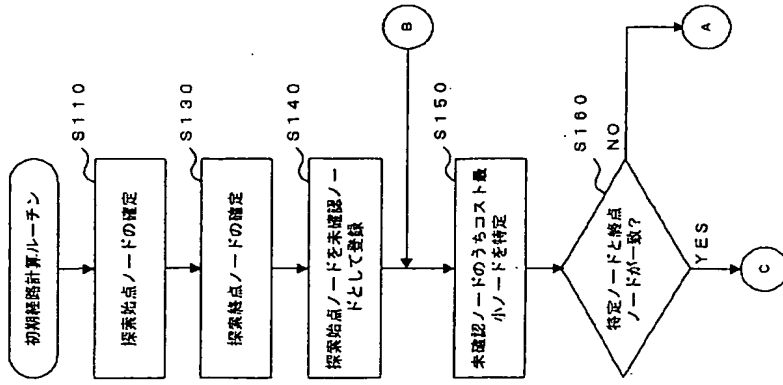 初期経路計算ルーチン
S110
探索始点ノードの確定
S130
探索終点ノードの確定
S140
探索始点ノードを未確認ノー
ドとして登録
B
S150
未確認ノードのうちコスト最
小ノードを特定
S160
特定ノードと終点
ノードが一致?
NO
A
YES
C